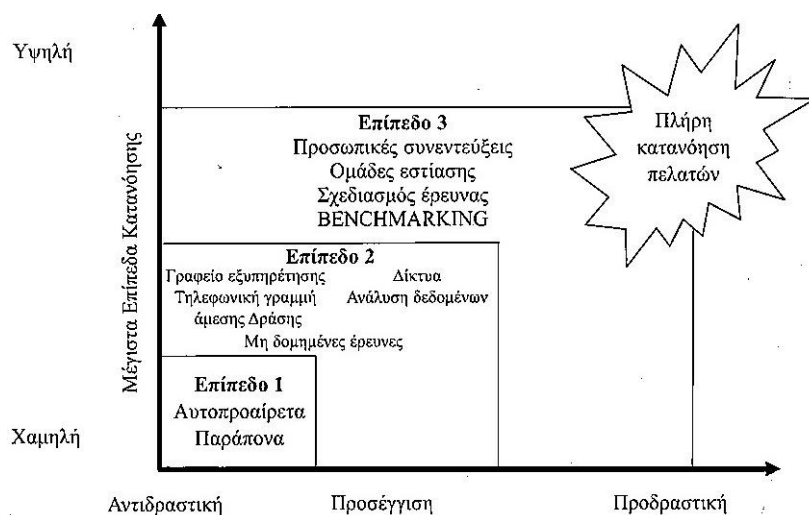 Υψηλή
Μέγιστα Επίπεδα Κατανόησης
Χαμηλή
Επίπεδο 3
Προσωπικές συνεντεύξεις
Ομάδες εστίασης
Σχεδιασμός έρευνας
BENCHMARKING
Πλήρη
κατανόηση
πελατών
Επίπεδο 2
Γραφείο εξυπηρέτησης
Τηλεφωνική γραμμή
άμεσης Δράσης
Δίκτυα
Ανάλυση δεδομένων
Μη δομημένες έρευνες
Επίπεδο 1
Αυτοπροαίρετα
Παράπονα
Αντιδραστική
Προσέγγιση
Προδραστική